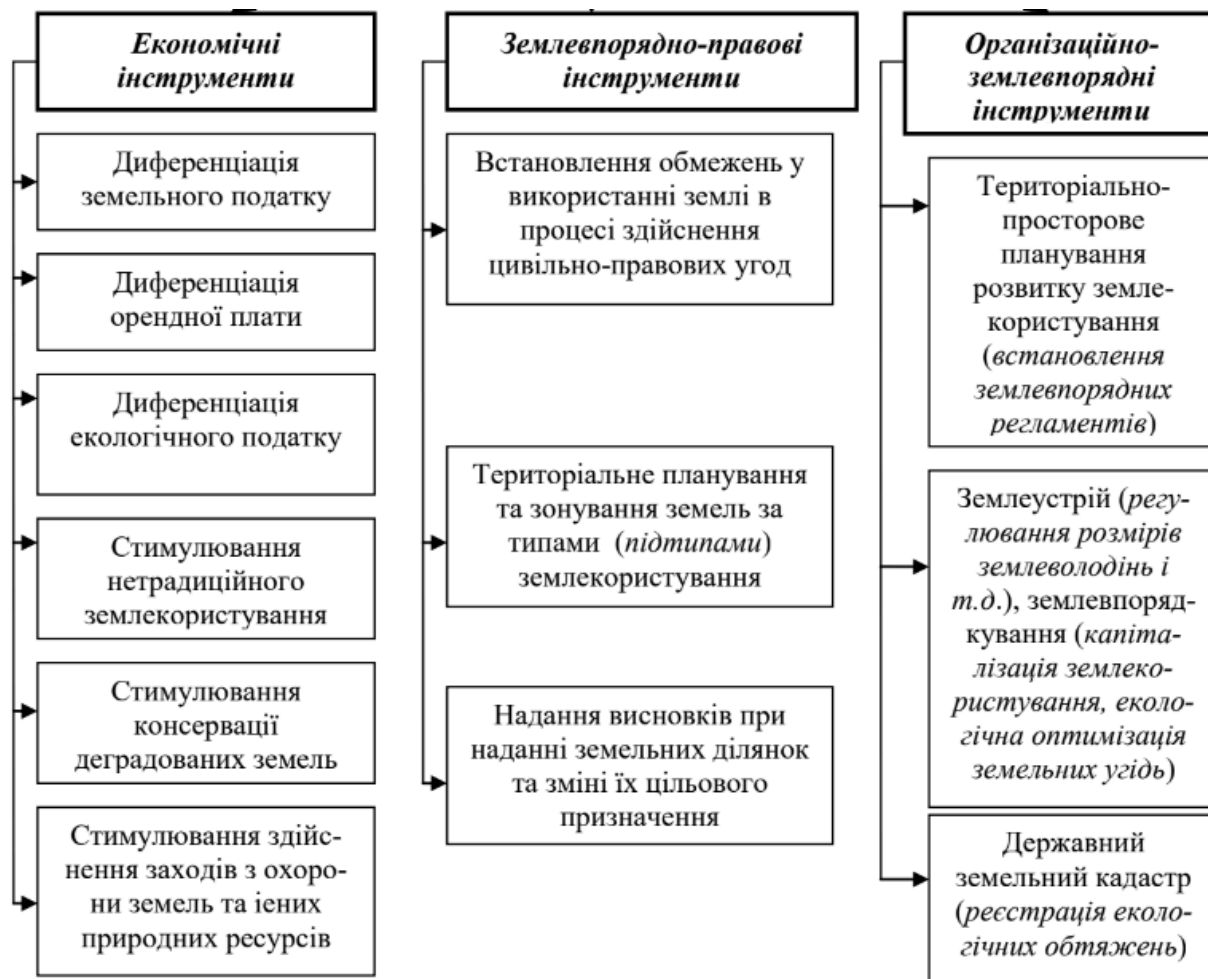 Економічні
інструменти
Диференціація
земельного податку
Диференціація
орендної плати
Диференціація
екологічного податку
Стимулювання
нетрадиційного
землекористування
Стимулювання
консервації
деградованих земель
Стимулювання здійс-
нення заходів з охоро-
ни земель та іених
природних ресурсів
Землевпорядно-правові
інструменти
Встановлення обмежень у
використанні землі в
процесі здійснення
цивільно-правових угод
Територіальне планування
та зонування земель за
типами (підтипами)
землекористування
Надання висновків при
наданні земельних ділянок
та зміні їх цільового
призначення
Організаційно-
землевпорядні
інструменти
Територіально-
просторове
планування
розвитку земле-
користування
(встановлення
землевпорядних
регламентів)
Землеустрій (регу-
лювання розмірів
землеволодінь і
т.д.), землевпоряд-
кування (капіта-
лізація землеко-
ристування, еколо-
гічна оптимізація
земельних угідь)
Державний
земельний кадастр
(реєстрація еколо-
гічних обтяжень)